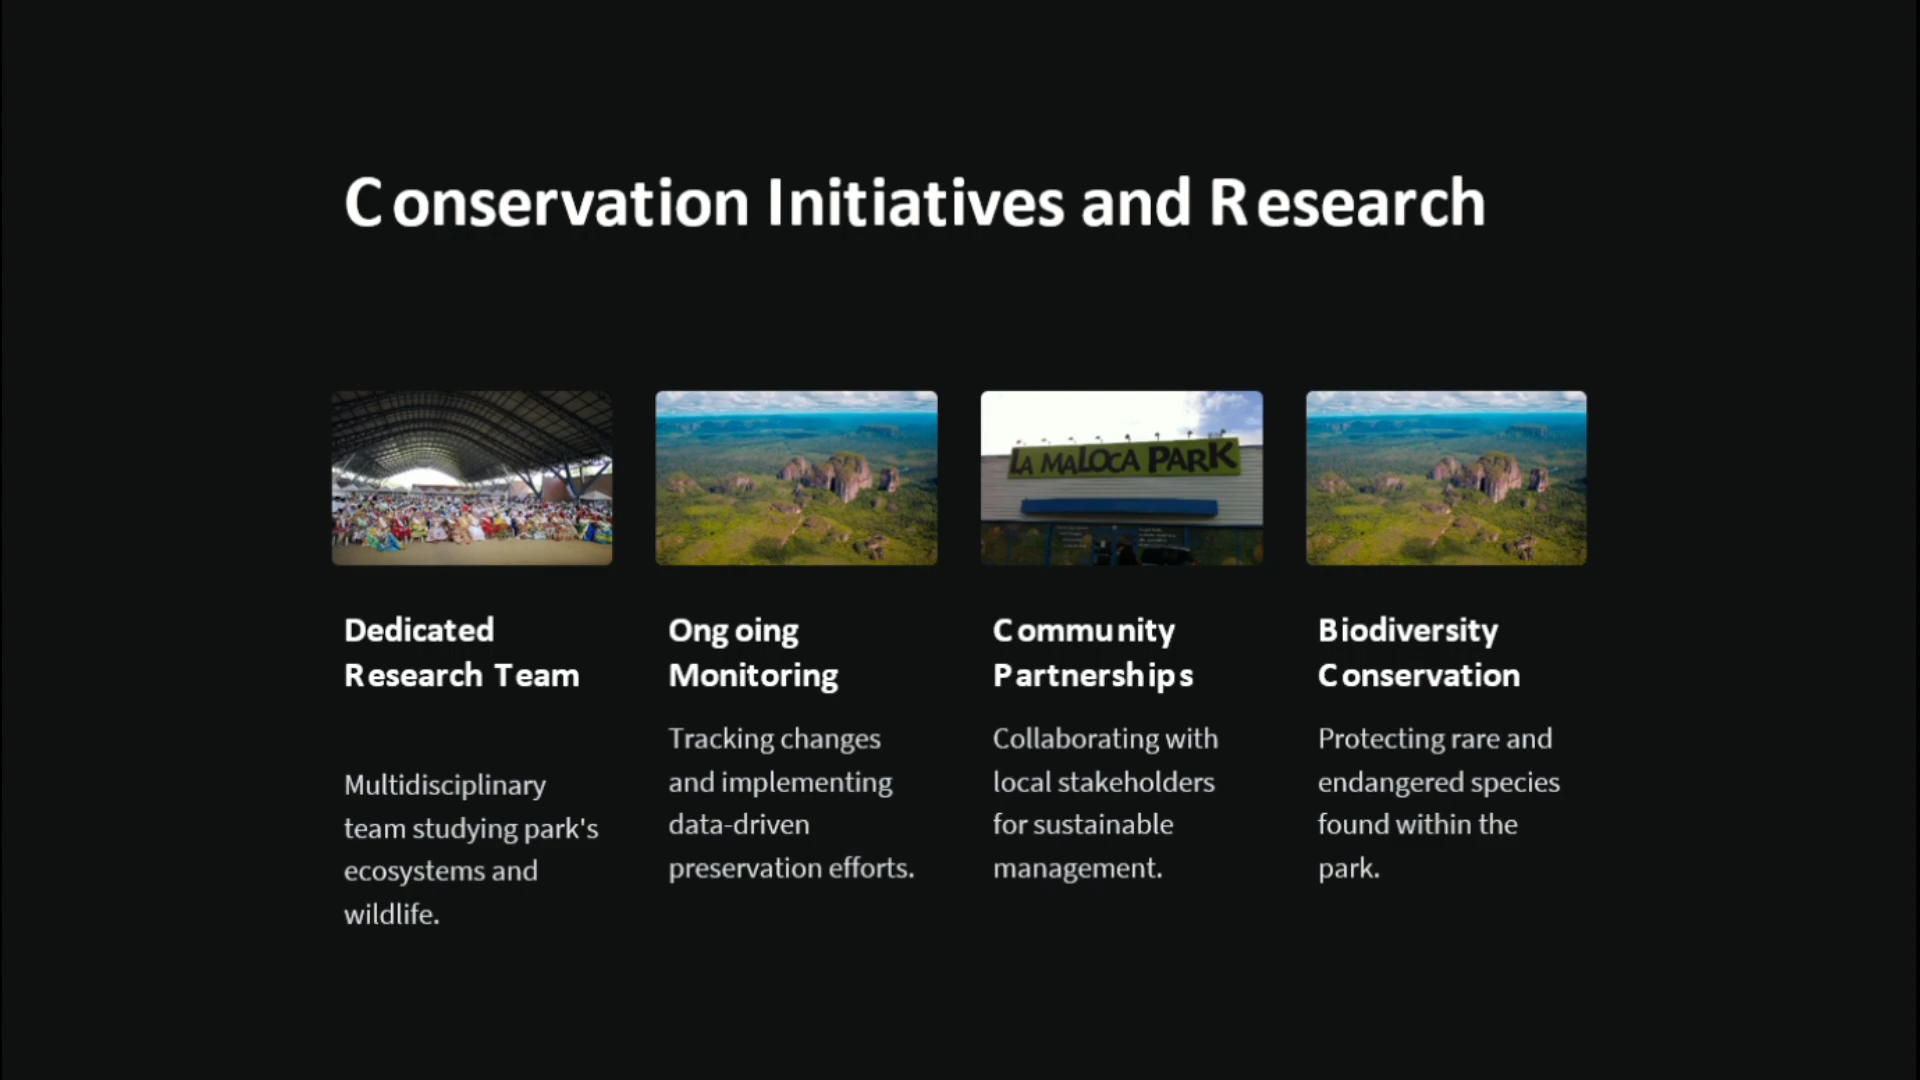 Conservation Initiatives and Research
LA MALOCA PARK
Dedicated
Research Team
Multidisciplinary
team studying park's
ecosystems and
wildlife.
Ongoing
Monitoring
Tracking changes
and implementing
data-driven
preservation efforts.
Community
Partnerships
Collaborating with
local stakeholders
for sustainable
management.
Biodiversity
Conservation
Protecting rare and
endangered species
found within the
park.